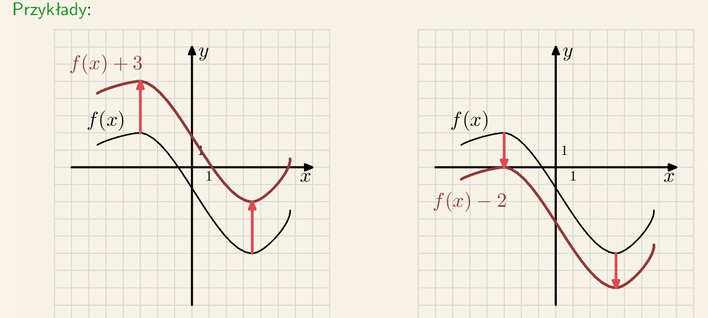 Przykłady:
f(x) + 3
y
f(x)
1
1
x
y
f(x)
1
1
x
f(x) − 2